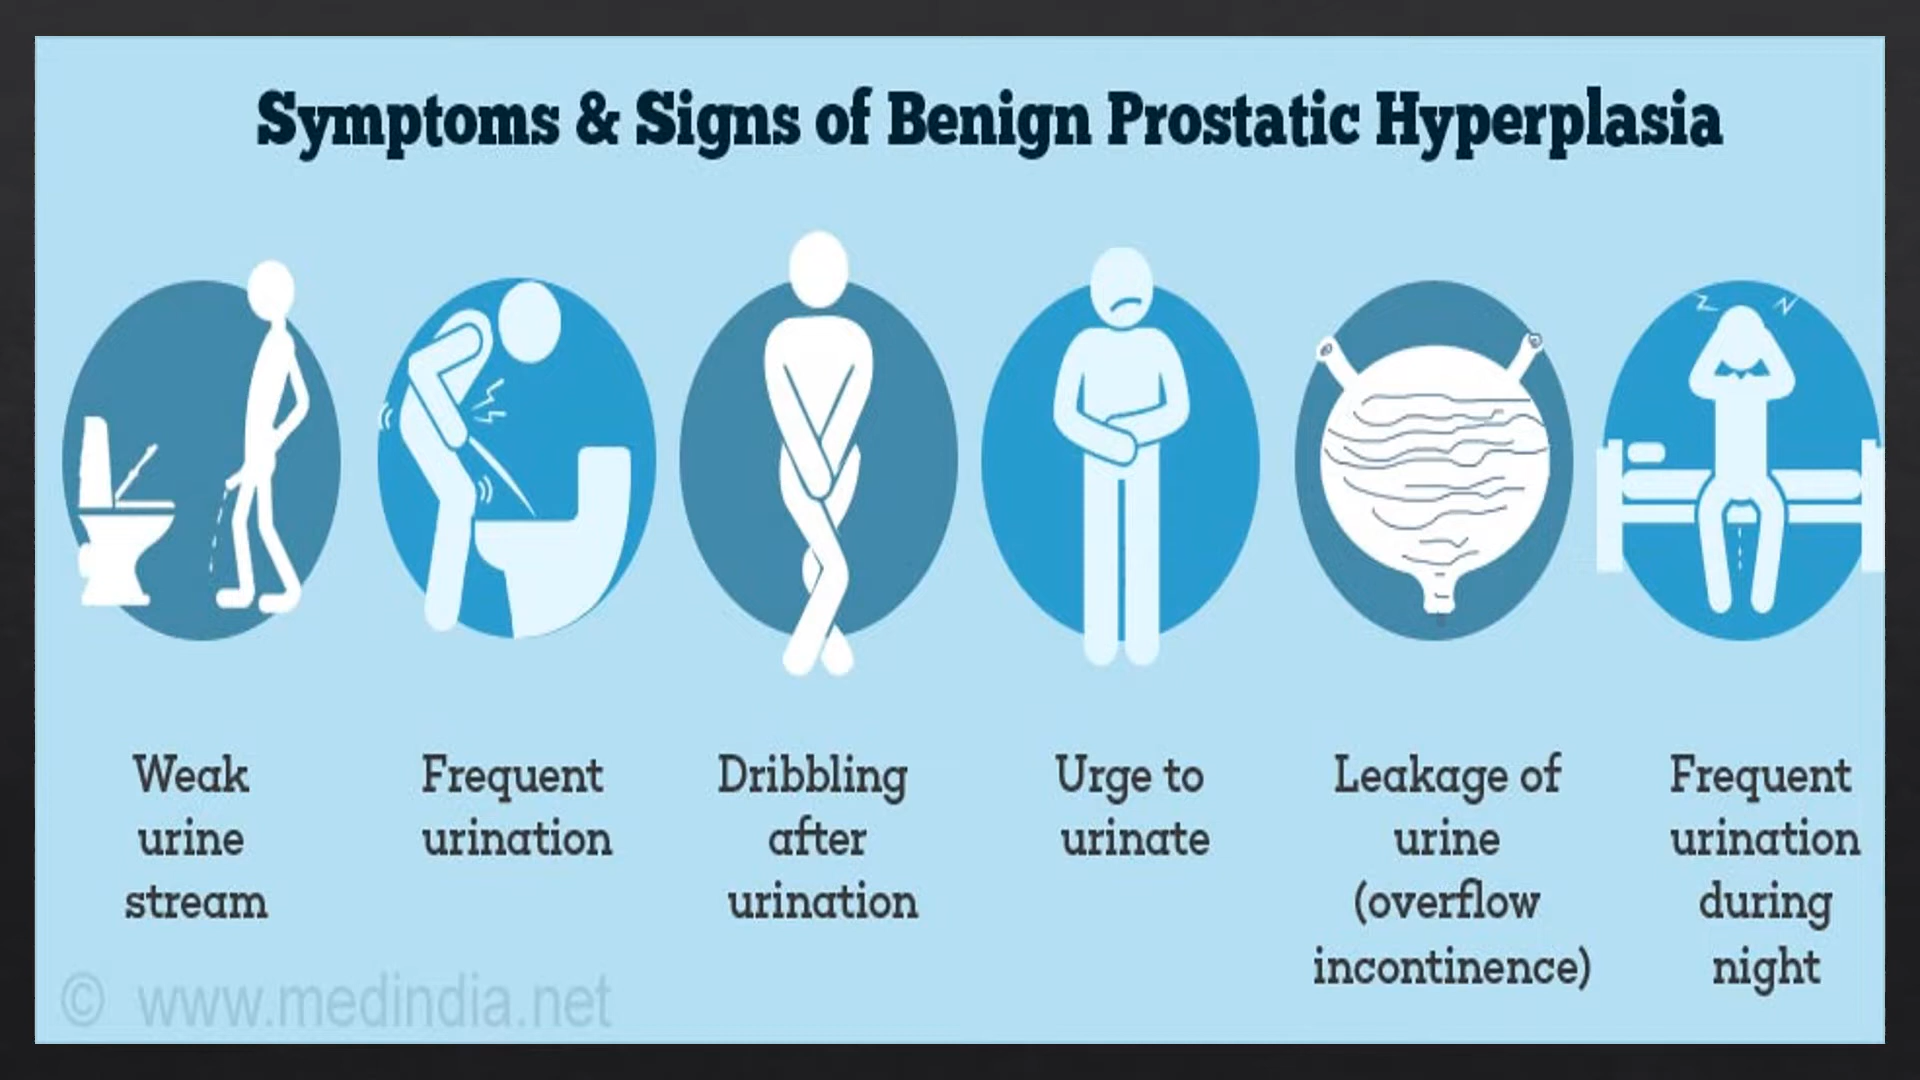 Symptoms & Signs of Benign Prostatic Hyperplasia
Weak
urine
stream
Frequent
urination
Dribbling
after
urination
Urge to
urinate
Leakage of
urine
(overflow
incontinence)
Frequent
urination
during
night
© www.medindia.net